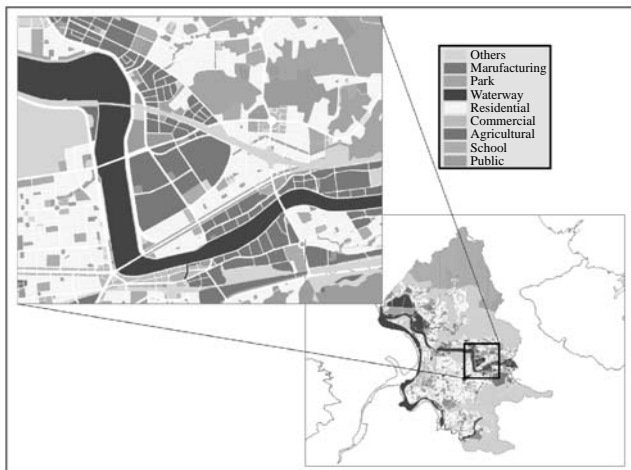 Others
Manufacturing
Park
Waterway
Residential
Commercial
Agricultural
School
Public